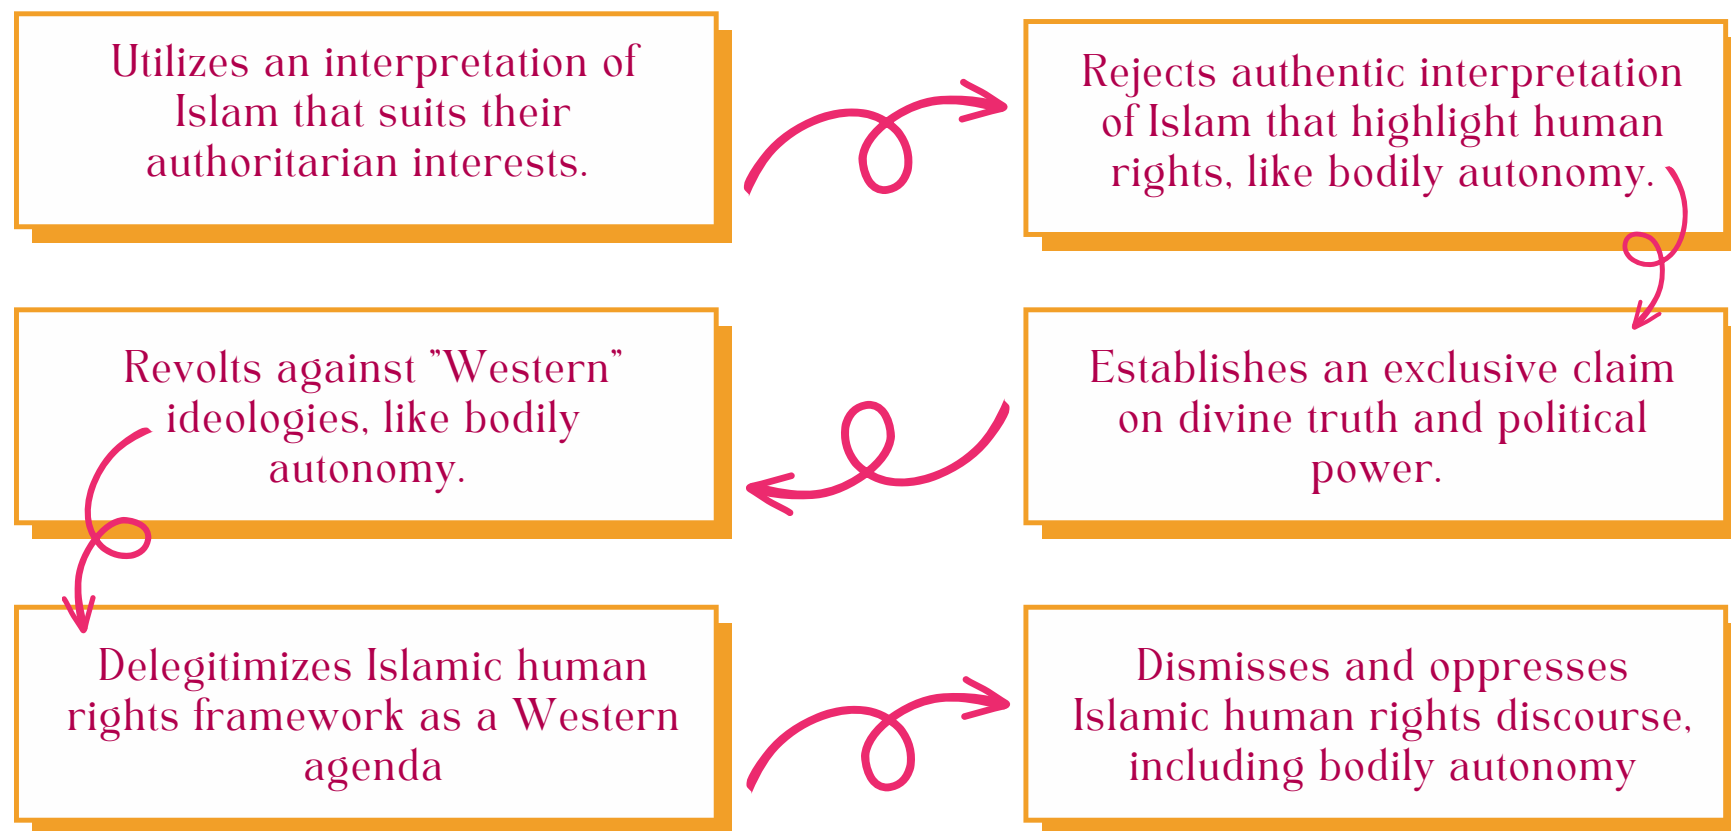 Utilizes an interpretation of
Islam that suits their
authoritarian interests.
Rejects authentic interpretation
of Islam that highlight human
rights, like bodily autonomy.
Establishes an exclusive claim
on divine truth and political
power.
Revolts against "Western"
ideologies, like bodily
autonomy.
Delegitimizes Islamic human
rights framework as a Western
agenda
Dismisses and oppresses
Islamic human rights discourse,
including bodily autonomy